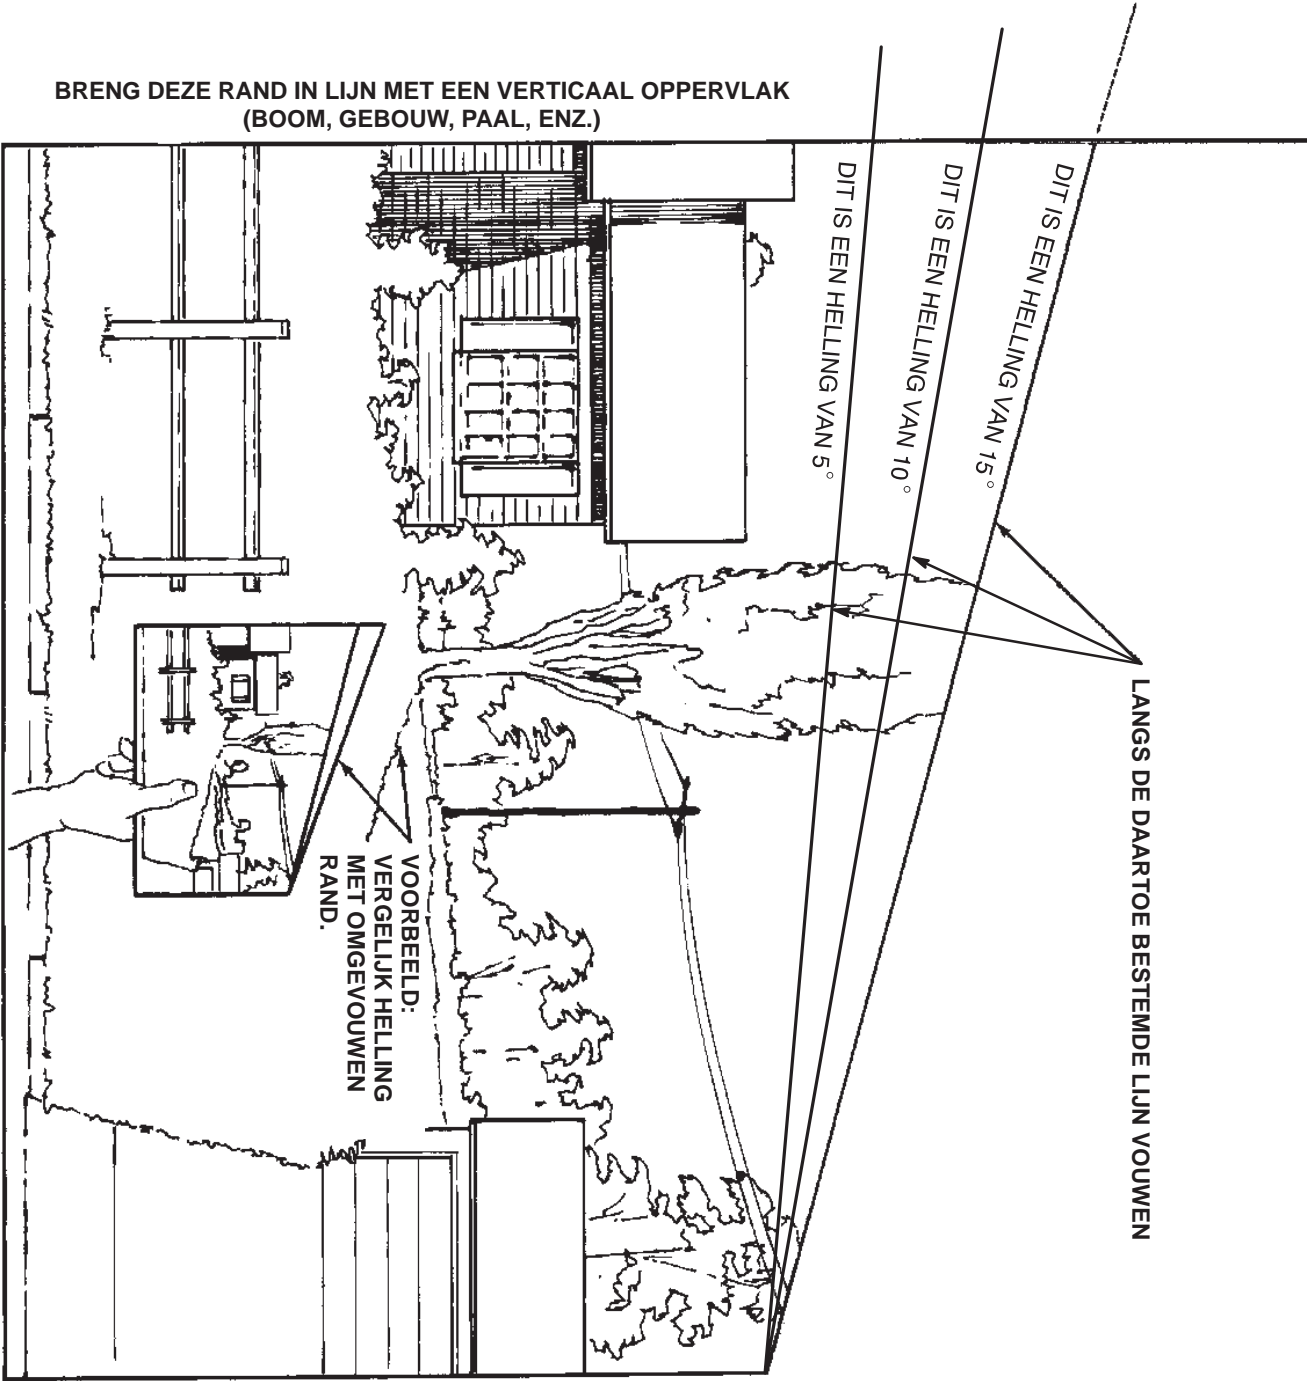 BRENG DEZE RAND IN LIJN MET EEN VERTICAAL OPPERVLAK
(BOOM, GEBOUW, PAAL, ENZ.)
DIT IS EEN HELLING VAN 15°
DIT IS EEN HELLING VAN 10°
DIT IS EEN HELLING VAN 5°
LANGS DE DAARTOE BESTEMDE LIJN VOUWEN
VOORBEELD:
VERGELIJK HELLING
MET OMGEVOUWEN
RAND.